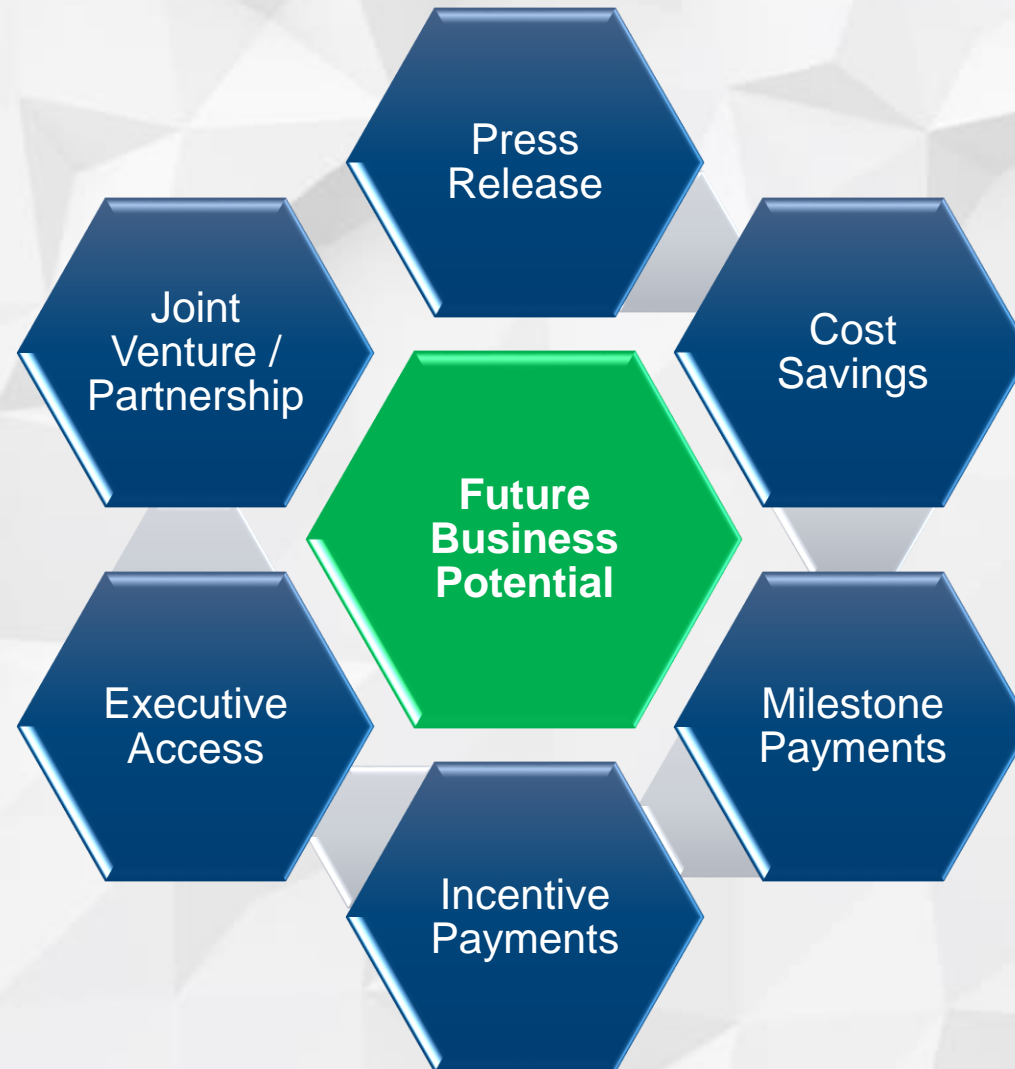 Press
Release
Joint
Venture /
Partnership
Cost
Savings
Future
Business
Potential
Executive
Access
Milestone
Payments
Incentive
Payments